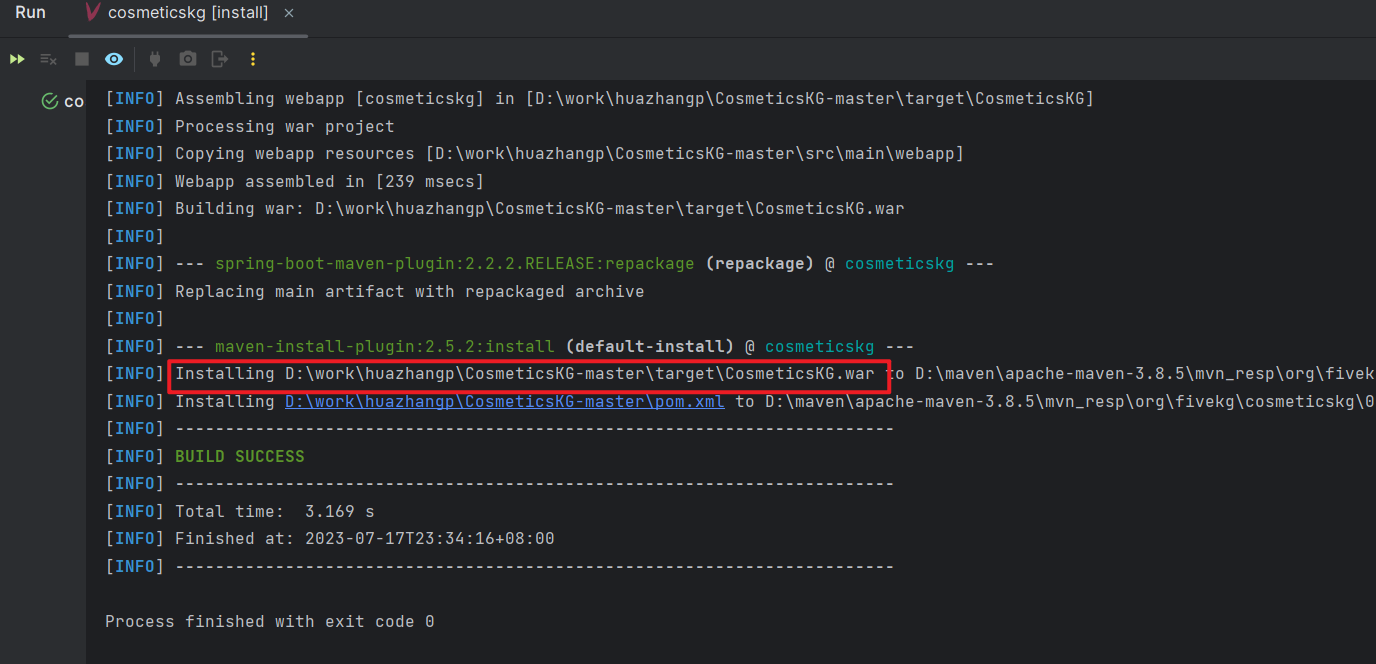 Run cosmeticskg [install]
co
[INFO] Assembling webapp [cosmeticskg] in [D:\work\huazhangp\CosmeticsKG-master\target\CosmeticsKG]
[INFO] Processing war project
[INFO] Copying webapp resources [D:\work\huazhangp\CosmeticsKG-master\src\main\webapp]
[INFO] Webapp assembled in [239 msecs]
[INFO] Building war: D:\work\huazhangp\CosmeticsKG-master\target\CosmeticsKG.war
[INFO]
[INFO] --- spring-boot-maven-plugin:2.2.2.RELEASE:repackage (repackage) @ cosmeticskg ---
[INFO] Replacing main artifact with repackaged archive
[INFO]
[INFO] --- maven-install-plugin:2.5.2:install (default-install) @ cosmeticskg ---
[INFO] Installing D:\work\huazhangp\CosmeticsKG-master\target\CosmeticsKG.war to D:\maven\apache-maven-3.8.5\mvn_resp\org\fivek
[INFO] Installing D:\work\huazhangp\CosmeticsKG-master\pom.xml to D:\maven\apache-maven-3.8.5\mvn_resp\org\fivekg\cosmeticskg\0
[INFO] ------------------------------------------------------------------------
[INFO] BUILD SUCCESS
[INFO] ------------------------------------------------------------------------
[INFO] Total time:  3.169 s
[INFO] Finished at: 2023-07-17T23:34:16+08:00
[INFO] ------------------------------------------------------------------------
Process finished with exit code 0